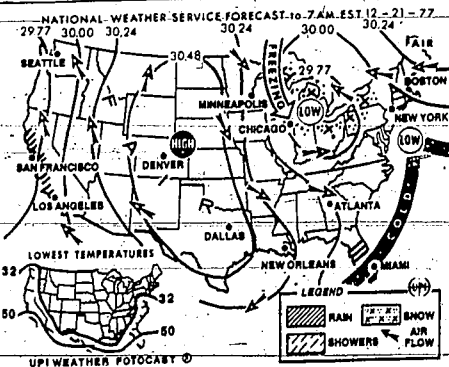 NATIONAL WEATHER SERVICE FORECAST to 7 AM EST 12-21-77
29.77 30.00 30.24 30.24 30.00 30.24
FAIR
30.48
SEATTLE
FREEZING
29.77
BOSTON
MINNEAPOLIS
LOW
NEW YORK
CHICAGO
HIGH
LOW
SAN FRANCISCO
DENVER
LOS ANGELES
ATLANTA
COLD
DALLAS
LOWEST TEMPERATURES
NEW ORLEANS
MIAMI
32
32
LEGEND
UPI
50
RAIN
SNOW
50
SHOWERS
AIR
FLOW
UPI WEATHER FOTOCAST